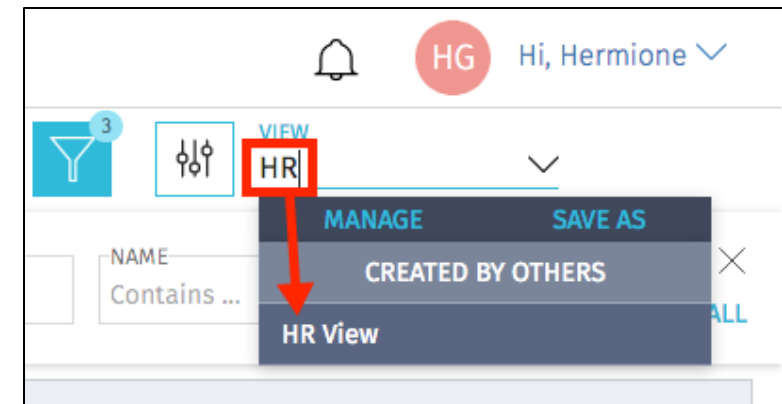 HG Hi, Hermione
3
VIEW
HR
MANAGE SAVE AS
CREATED BY OTHERS
NAME
Contains ...
ALL
HR View